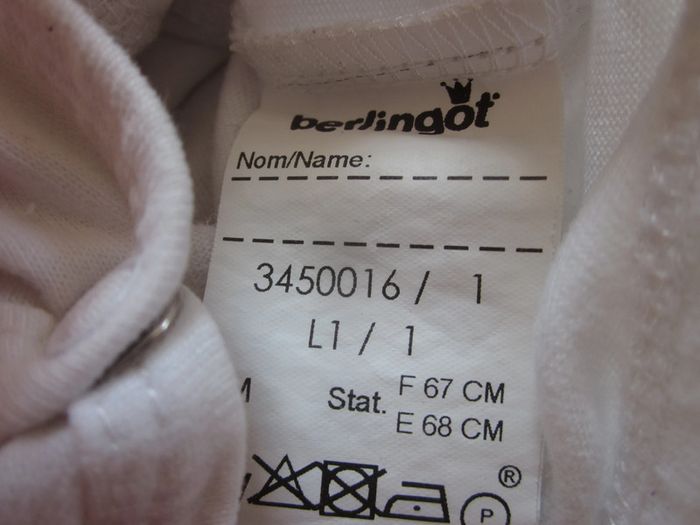 berlingot
Nom/Name:
3450016 / 1
L1 / 1
Stat. F 67 CM
E 68 CM
®
P